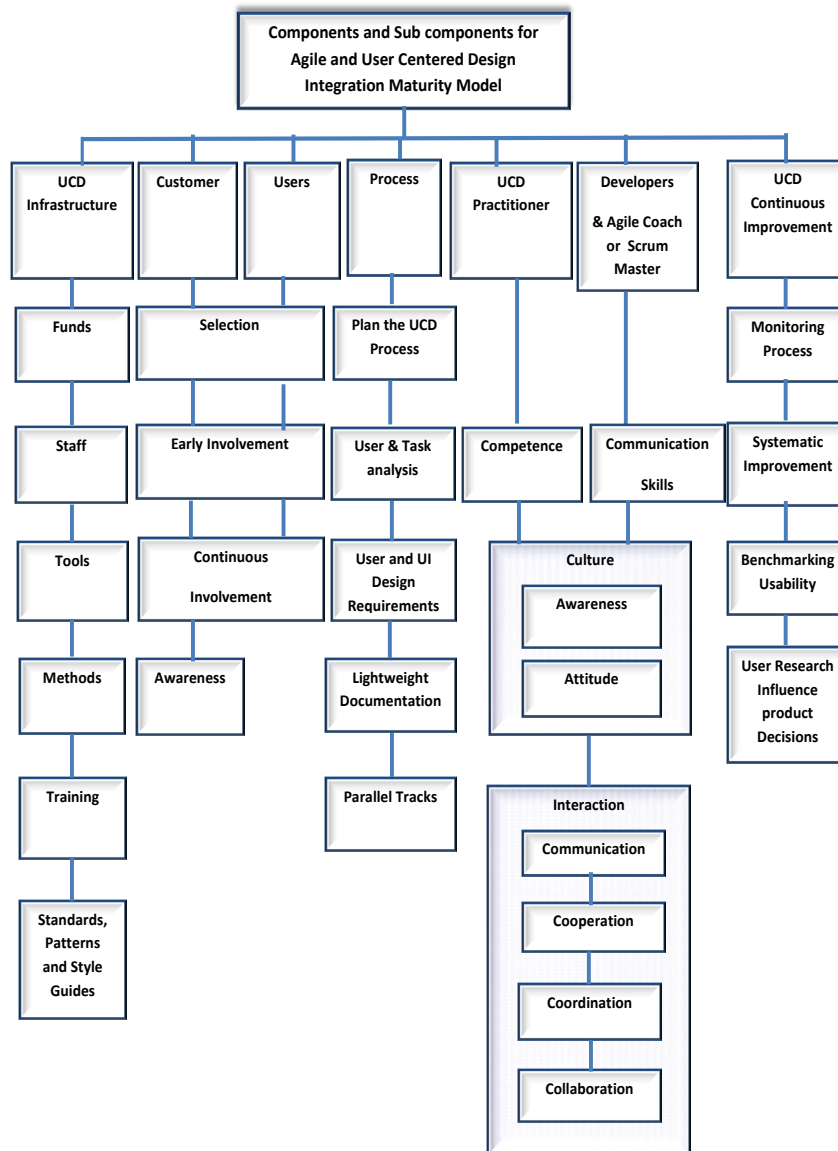 Components and Sub components for
Agile and User Centered Design
Integration Maturity Model
UCD
Infrastructure
Customer
Users
Process
UCD
Practitioner
Developers
& Agile Coach
or Scrum
Master
UCD
Continuous
Improvement
Funds
Selection
Plan the UCD
Process
Monitoring
Process
Staff
Early Involvement
User & Task
analysis
Competence
Communication
Skills
Systematic
Improvement
Tools
Continuous
Involvement
User and UI
Design
Requirements
Culture
Awareness
Attitude
Benchmarking
Usability
Methods
Awareness
Lightweight
Documentation
User Research
Influence
product
Decisions
Training
Parallel Tracks
Interaction
Communication
Cooperation
Coordination
Collaboration
Standards,
Patterns
and Style
Guides